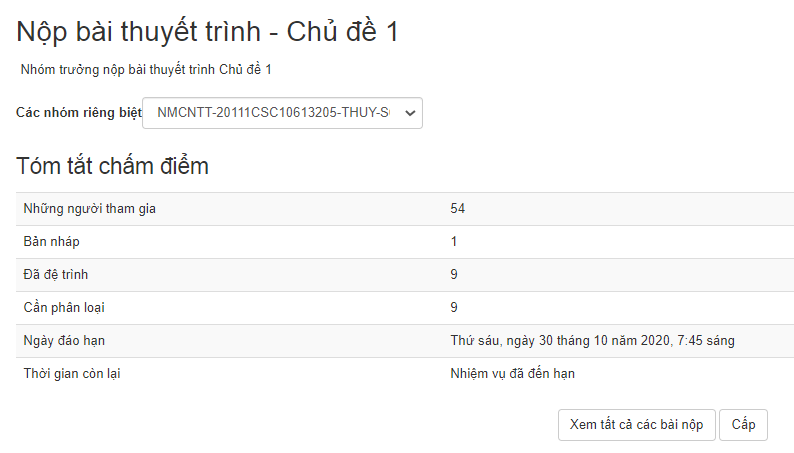 Nộp bài thuyết trình - Chủ đề 1
Nhóm trưởng nộp bài thuyết trình Chủ đề 1
Các nhóm riêng biệt NMCNTT-20111CSC10613205-THUY-S
Tóm tắt chấm điểm
Những người tham gia 54
Bản nháp 1
Đã đệ trình 9
Cần phân loại 9
Ngày đáo hạn Thứ sáu, ngày 30 tháng 10 năm 2020, 7:45 sáng
Thời gian còn lại Nhiệm vụ đã đến hạn
Xem tất cả các bài nộp Cấp